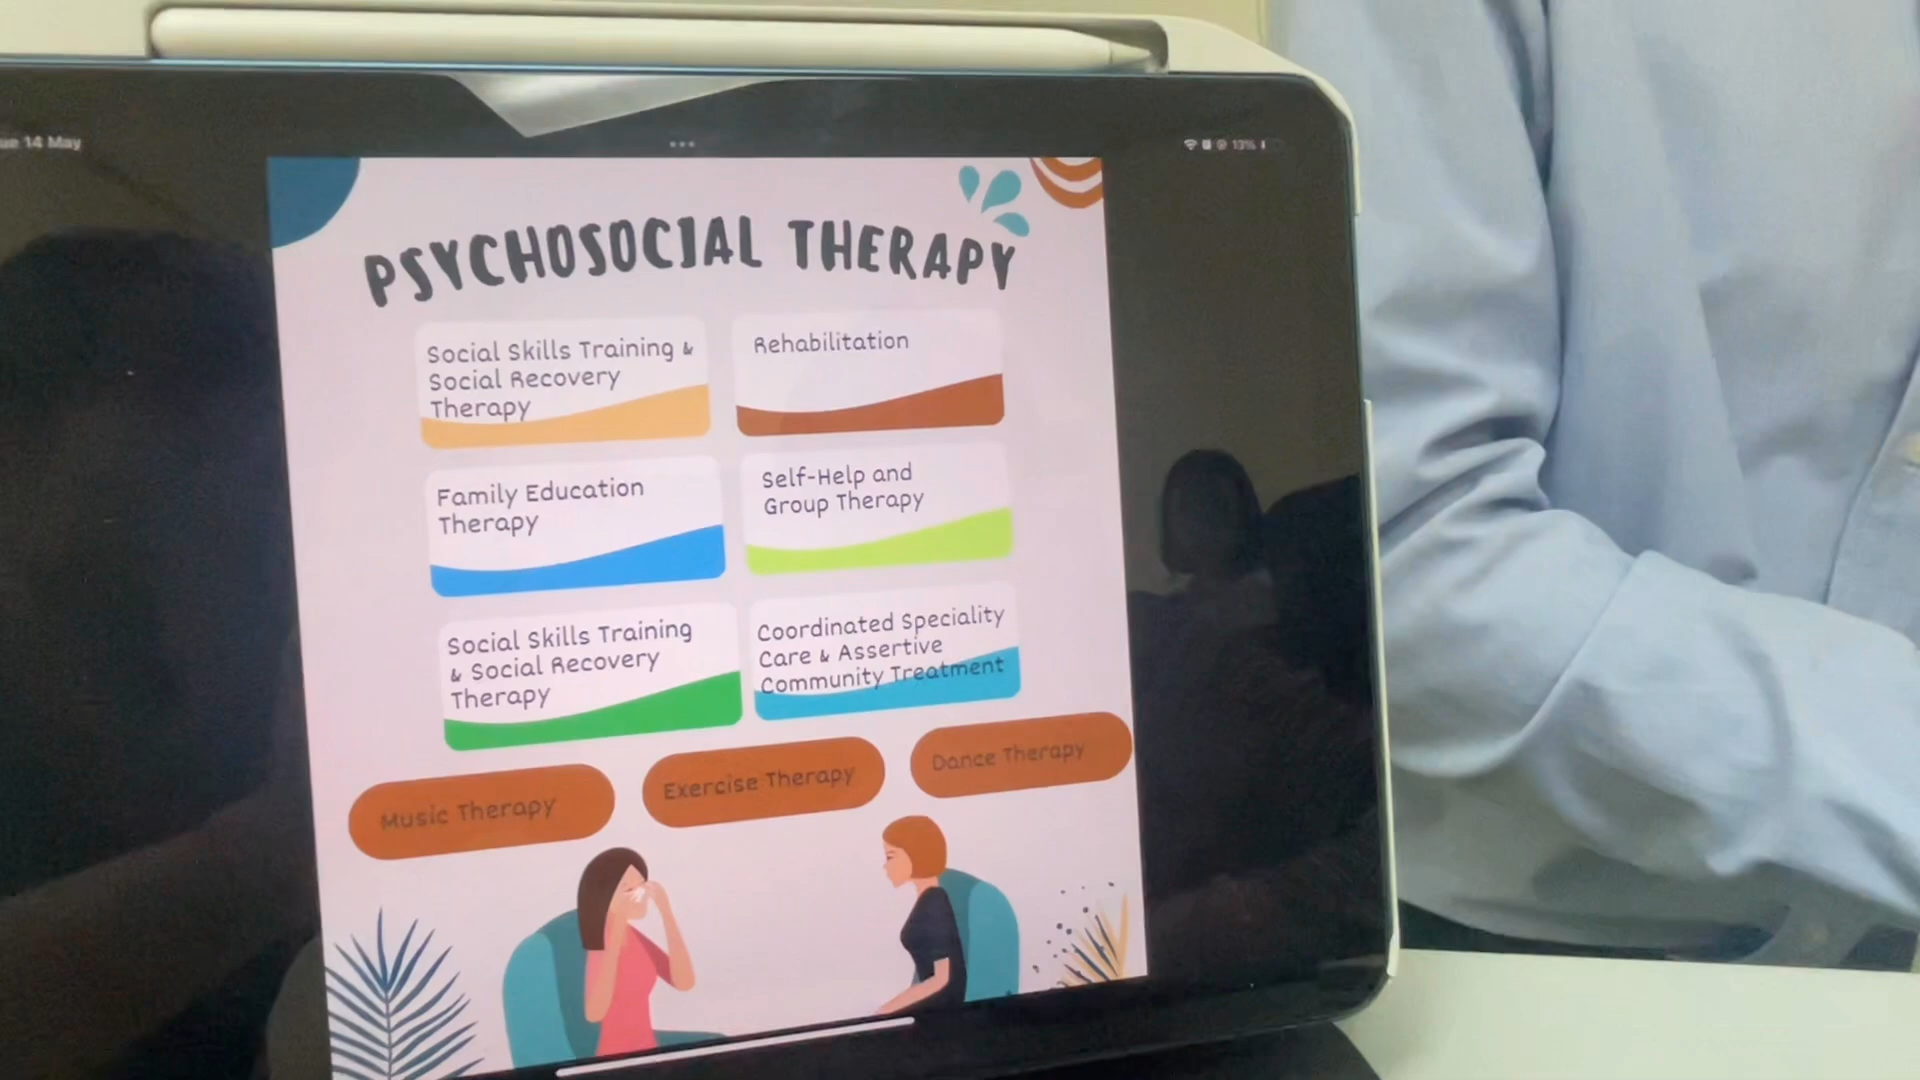 14 May
13%
PSYCHOSOCIAL THERAPY
Social Skills Training &
Social Recovery
Therapy
Rehabilitation
Family Education
Therapy
Self-Help and
Group Therapy
Social Skills Training
& Social Recovery
Therapy
Coordinated Speciality
Care & Assertive
Community Treatment
Music Therapy
Exercise Therapy
Dance Therapy